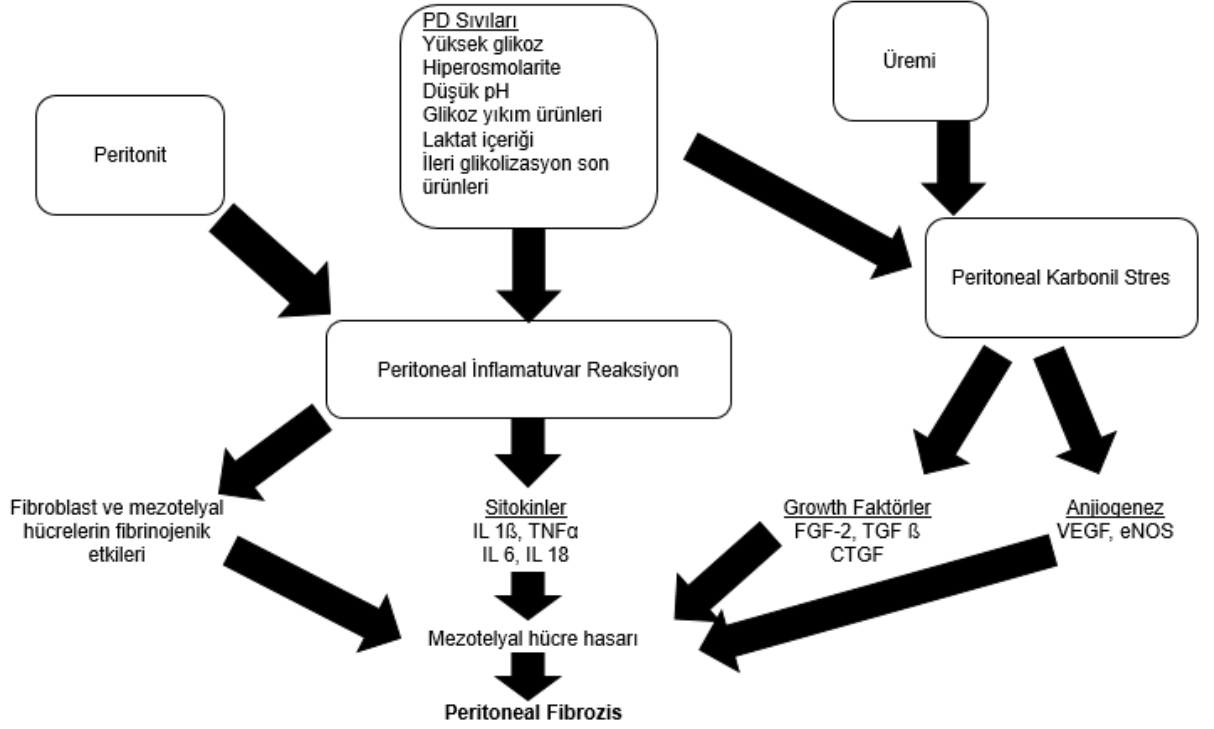 PD Sıvıları
Yüksek glikoz
Hiperosmolarite
Düşük pH
Glikoz yıkım ürünleri
Laktat içeriği
İleri glikolizasyon son
ürünleri
Üremi
Peritonit
Peritoneal Karbonil Stres
Peritoneal İnflamatuvar Reaksiyon
Fibroblast ve mezotelyal
hücrelerin fibrinojenik
etkileri
Sitokinler
IL 1ß, TNFα
IL 6, IL 18
Growth Faktörler
FGF-2, TGF ß
CTGF
Anjiogenez
VEGF, eNOS
Mezotelyal hücre hasarı
Peritoneal Fibrozis